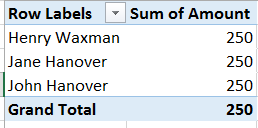 Row Labels Sum of Amount
Henry Waxman 250
Jane Hanover 250
John Hanover 250
Grand Total 250